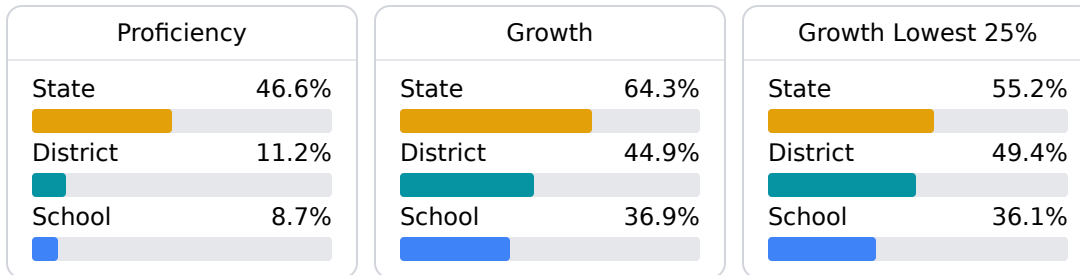 Proficiency
State 46.6%
District 11.2%
School 8.7%
Growth
State 64.3%
District 44.9%
School 36.9%
Growth Lowest 25%
State 55.2%
District 49.4%
School 36.1%